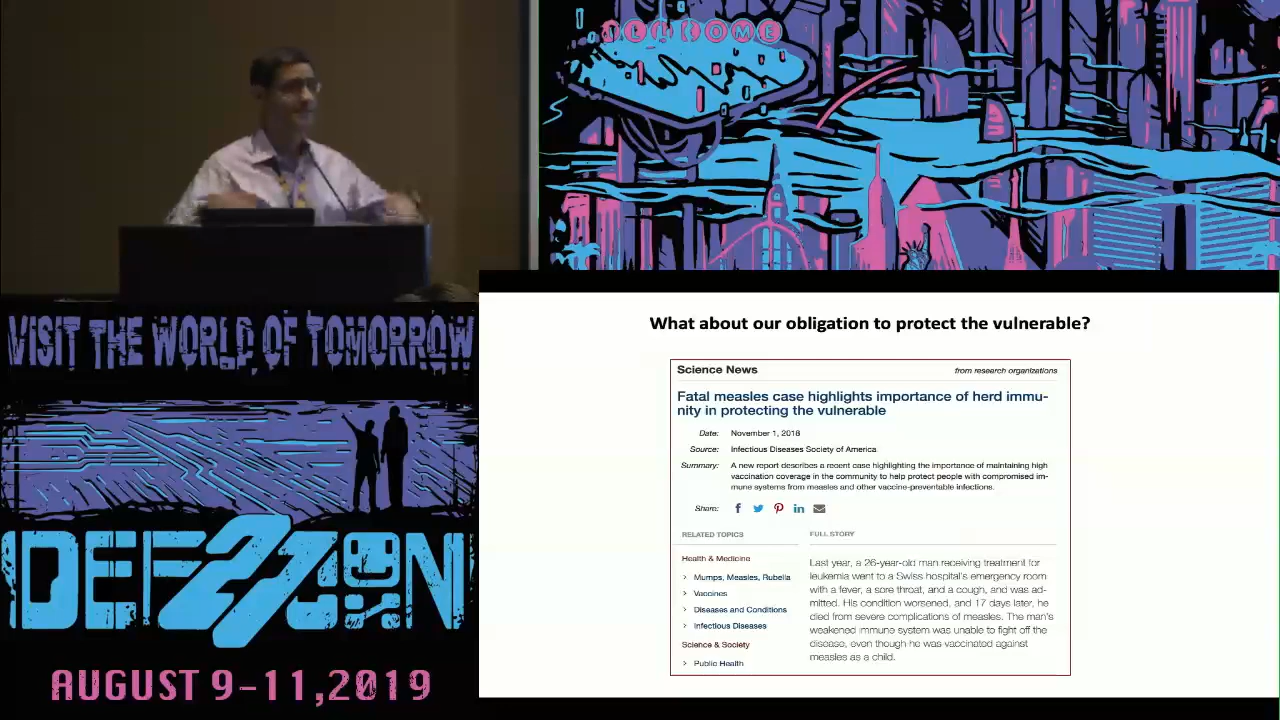 WELCOME
VISIT THE WORLD OF TOMORROW
DEF27CON
AUGUST 9-11,2019
What about our obligation to protect the vulnerable?
Science News
from research organizations
Fatal measles case highlights importance of herd immu-
nity in protecting the vulnerable
Date: November 1, 2018
Source: Infectious Diseases Society of America
Summary: A new report describes a recent case highlighting the importance of maintaining high
vaccination coverage in the community to help protect people with compromised im-
mune systems from measles and other vaccine-preventable infections.
Share:
RELATED TOPICS
Health & Medicine
> Mumps, Measles, Rubella
> Vaccines
> Diseases and Conditions
> Infectious Diseases
Science & Society
> Public Health
FULL STORY
Last year, a 26-year-old man receiving treatment for
leukemia went to a Swiss hospital's emergency room
with a fever, a sore throat, and a cough, and was ad-
mitted. His condition worsened, and 17 days later, he
died from severe complications of measles. The man's
weakened immune system was unable to fight off the
disease, even though he was vaccinated against
measles as a child.